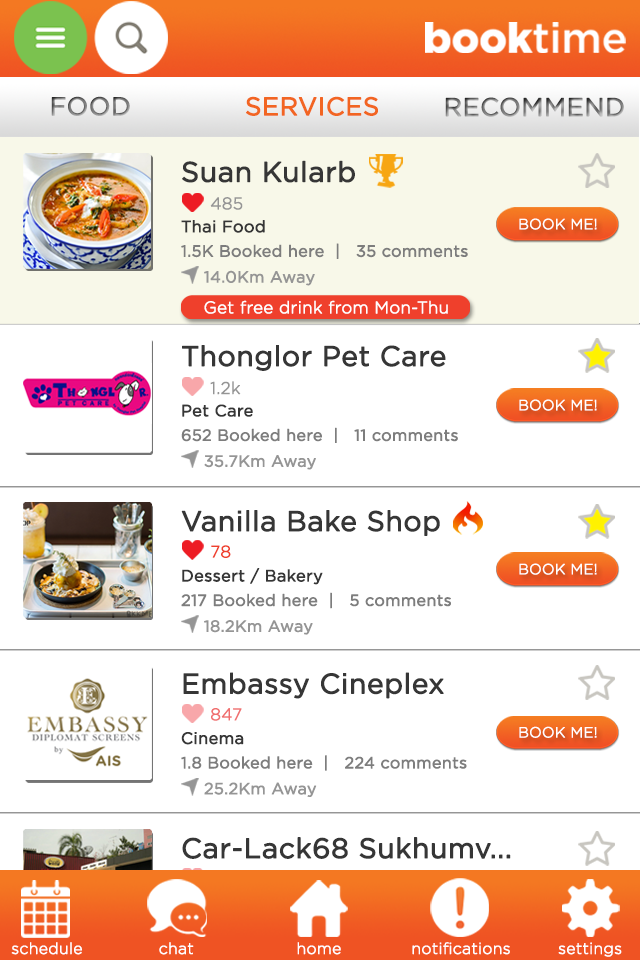 booktime
FOOD
SERVICES
RECOMMEND
Suan Kularb
485
BOOK ME!
Thai Food
1.5K Booked here | 35 comments
14.0Km Away
Get free drink from Mon-Thu
Thonglor Pet Care
THONGLOR
PET CARE
1.2k
BOOK ME!
Pet Care
652 Booked here | 11 comments
35.7Km Away
Vanilla Bake Shop
78
Dessert / Bakery
BOOK ME!
217 Booked here | 5 comments
18.2Km Away
Embassy Cineplex
E
EMBASSY
DIPLOMAT SCREENS
by AIS
847
BOOK ME!
Cinema
1.8 Booked here | 224 comments
25.2Km Away
Car-Lack68 Sukhumv...
schedule
chat
home
notifications
settings